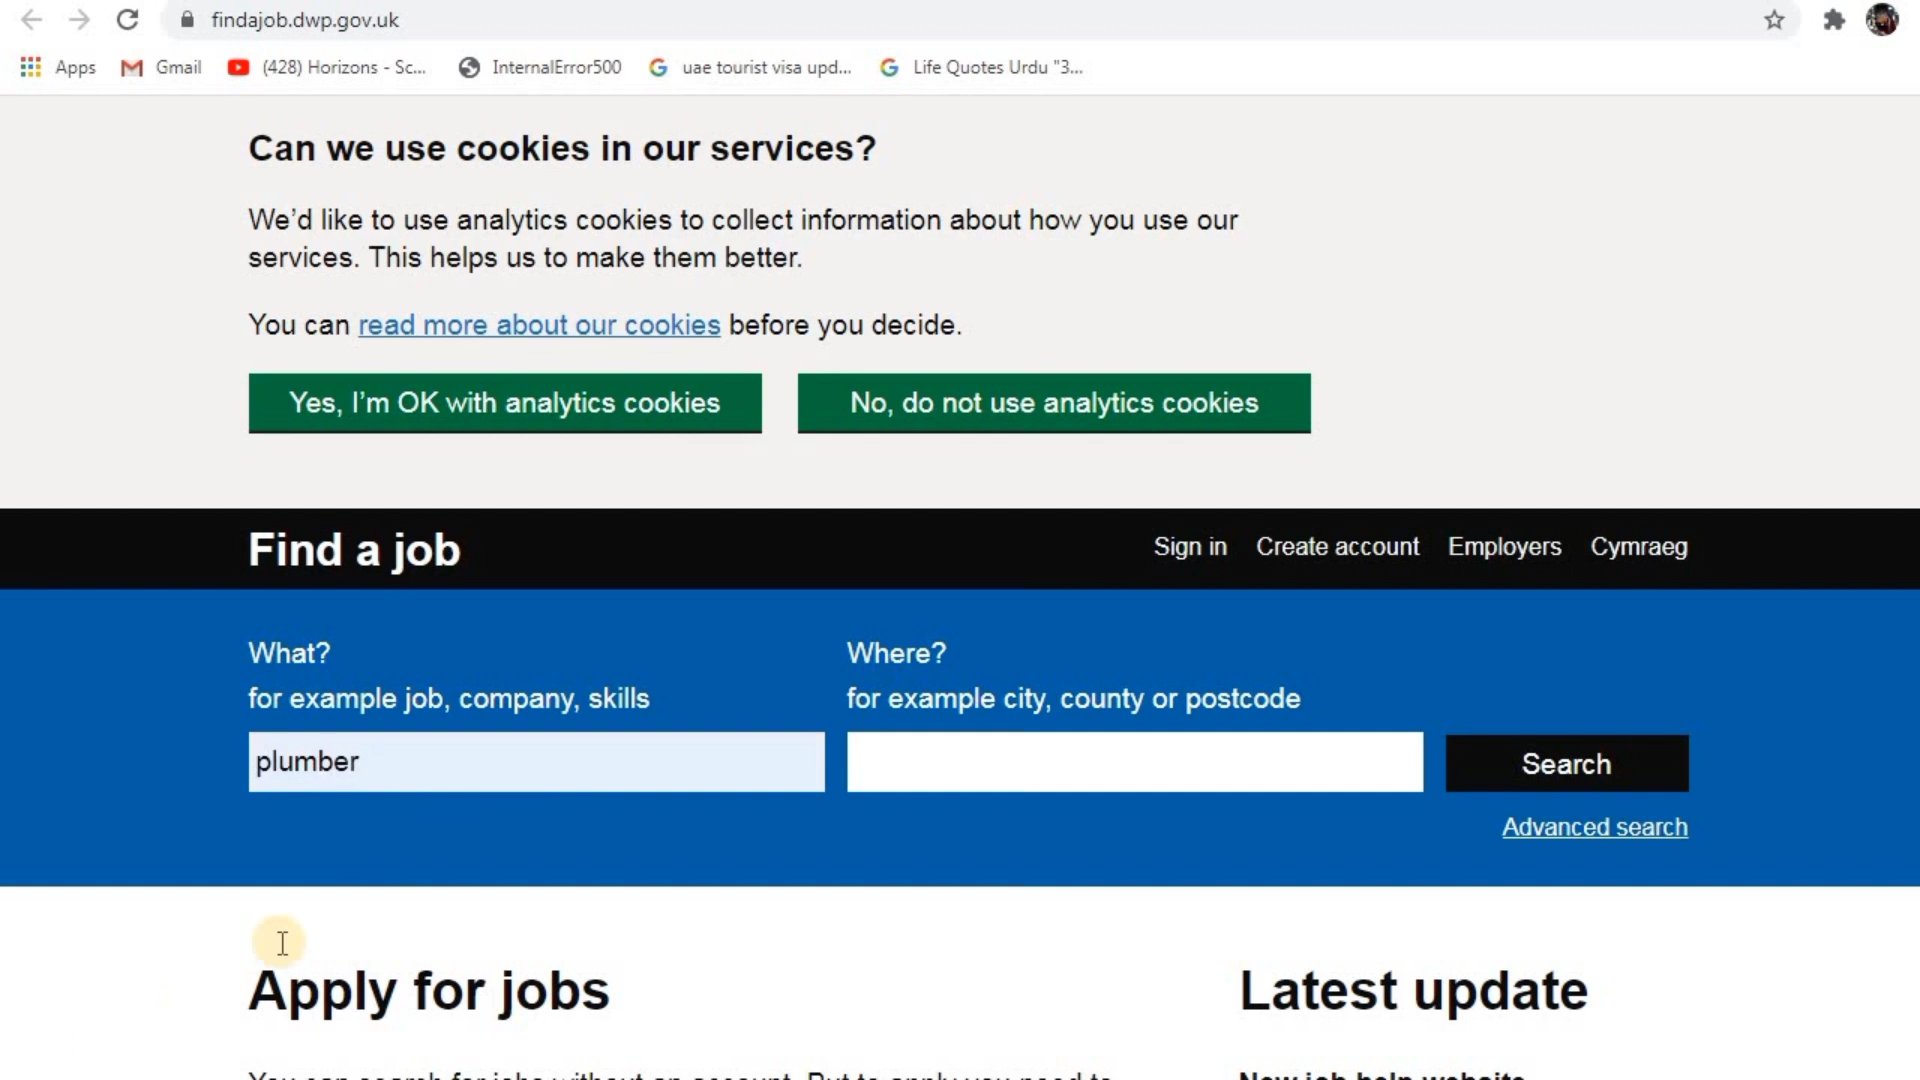 findajob.dwp.gov.uk
Apps Gmail (428) Horizons - Sc... InternalError500 uae tourist visa upd... Life Quotes Urdu "3...
Can we use cookies in our services?
We’d like to use analytics cookies to collect information about how you use our
services. This helps us to make them better.
You can read more about our cookies before you decide.
Yes, I’m OK with analytics cookies No, do not use analytics cookies
Find a job Sign in Create account Employers Cymraeg
What? Where?
for example job, company, skills for example city, county or postcode
plumber Search
Advanced search
Apply for jobs Latest update
You can search for jobs without an account. But to apply you need to New job help website